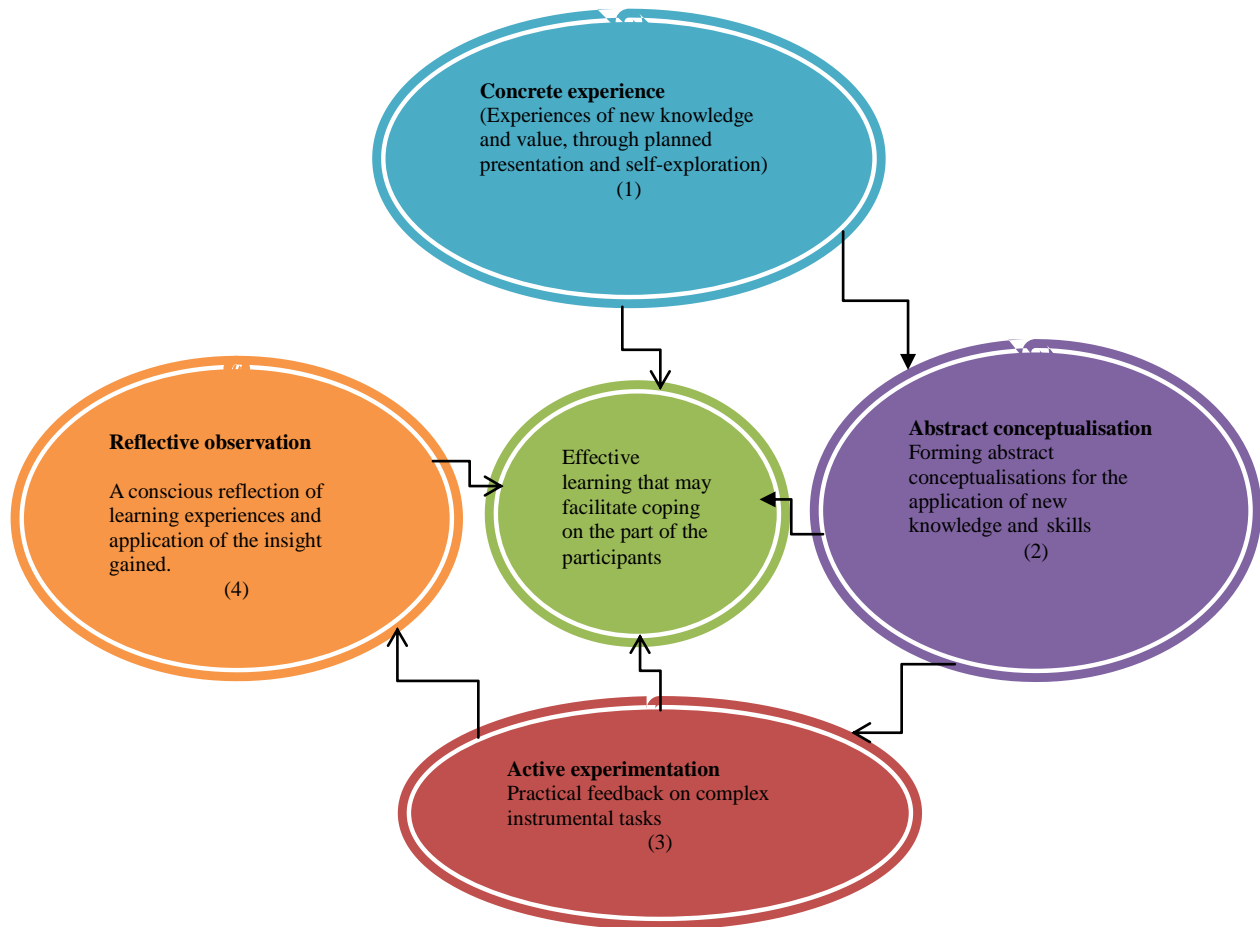 Concrete experience
(Experiences of new knowledge
and value, through planned
presentation and self-exploration)
(1)
Abstract conceptualisation
Forming abstract
conceptualisations for the
application of new
knowledge and skills
(2)
Effective
learning that may
facilitate coping
on the part of the
participants
Active experimentation
Practical feedback on complex
instrumental tasks
(3)
Reflective observation
A conscious reflection of
learning experiences and
application of the insight
gained.
(4)